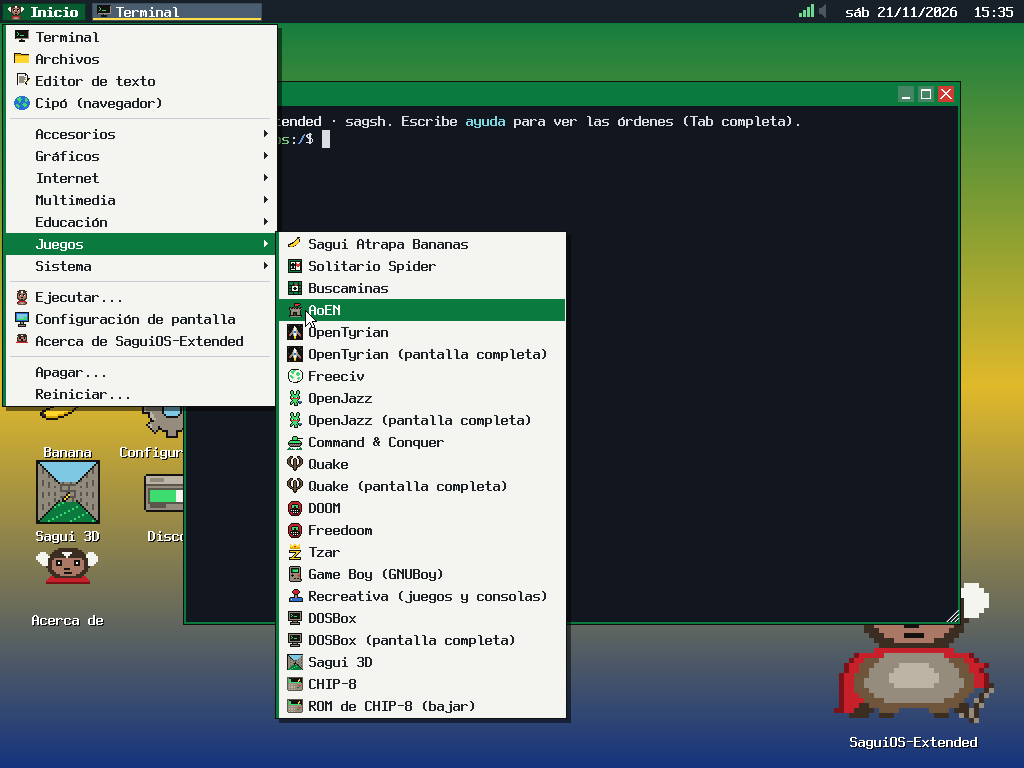 Inicio
Terminal
sáb 21/11/2026
15:35
Terminal
Archivos
Editor de texto
Cipó (navegador)
Accesorios
Gráficos
Internet
Multimedia
Educación
Juegos
Sistema
Ejecutar...
Configuración de pantalla
Acerca de SaguiOS-Extended
Apagar...
Reiniciar...
· sagsh. Escribe ayuda para ver las órdenes (Tab completa).
:/$
Sagui Atrapa Bananas
Solitario Spider
Buscaminas
AoEN
OpenTyrian
OpenTyrian (pantalla completa)
Freeciv
OpenJazz
OpenJazz (pantalla completa)
Command & Conquer
Quake
Quake (pantalla completa)
DOOM
Freedoom
Tzar
Game Boy (GNUBoy)
Recreativa (juegos y consolas)
DOSBox
DOSBox (pantalla completa)
Sagui 3D
CHIP-8
ROM de CHIP-8 (bajar)
Banana
Sagui 3D
Acerca de
SaguiOS-Extended